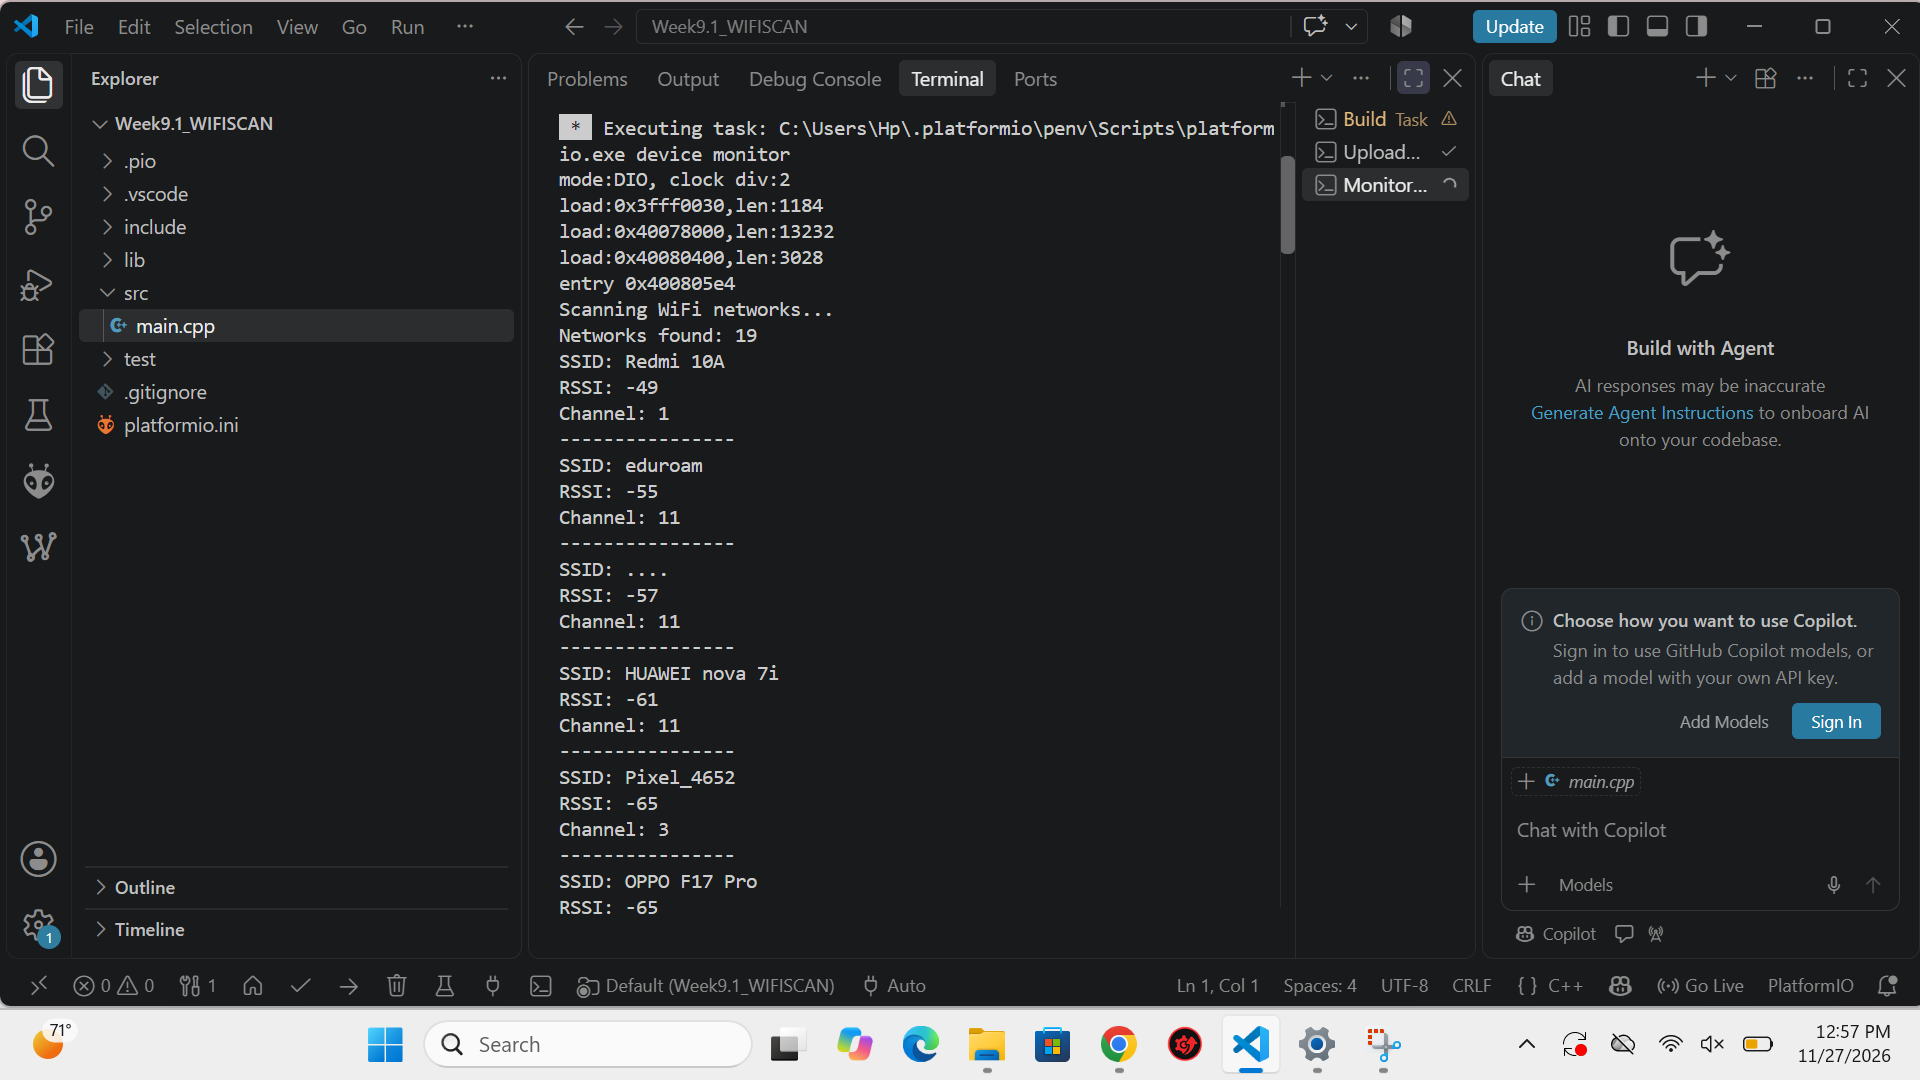 File Edit Selection View Go Run ···
Week9.1_WIFISCAN
Update
Explorer
Week9.1_WIFISCAN
.pio
.vscode
include
lib
src
main.cpp
test
.gitignore
platformio.ini
Outline
Timeline
1
Problems Output Debug Console Terminal Ports
* Executing task: C:\Users\Hp\.platformio\penv\Scripts\platform
io.exe device monitor
mode:DIO, clock div:2
load:0x3fff0030,len:1184
load:0x40078000,len:13232
load:0x40080400,len:3028
entry 0x400805e4
Scanning WiFi networks...
Networks found: 19
SSID: Redmi 10A
RSSI: -49
Channel: 1
----------------
SSID: eduroam
RSSI: -55
Channel: 11
----------------
SSID: ....
RSSI: -57
Channel: 11
----------------
SSID: HUAWEI nova 7i
RSSI: -61
Channel: 11
----------------
SSID: Pixel_4652
RSSI: -65
Channel: 3
----------------
SSID: OPPO F17 Pro
RSSI: -65
Build Task
Upload...
Monitor...
Chat
Build with Agent
AI responses may be inaccurate
Generate Agent Instructions to onboard AI
onto your codebase.
Choose how you want to use Copilot.
Sign in to use GitHub Copilot models, or
add a model with your own API key.
Add Models Sign In
main.cpp
Chat with Copilot
Models
Copilot
0 0 1 Default (Week9.1_WIFISCAN) Auto Ln 1, Col 1 Spaces: 4 UTF-8 CRLF {} C++ Go Live PlatformIO
71°
Search
12:57 PM
11/27/2026